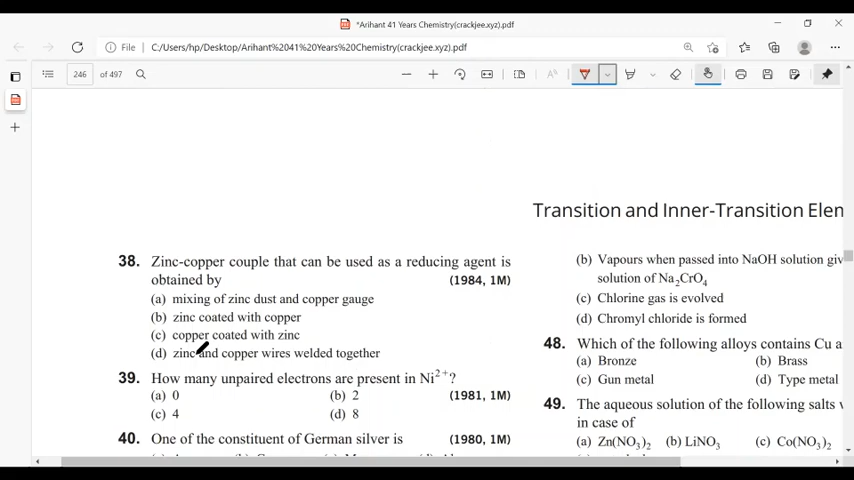 *Arihant 41 Years Chemistry(crackjee.xyz).pdf
File C:/Users/hp/Desktop/Arihant%2041%20Years%20Chemistry(crackjee.xyz).pdf
246 of 497
Transition and Inner-Transition Elem
38. Zinc-copper couple that can be used as a reducing agent is
obtained by (1984, 1M)
(a) mixing of zinc dust and copper gauge
(b) zinc coated with copper
(c) copper coated with zinc
(d) zinc and copper wires welded together
39. How many unpaired electrons are present in Ni²⁺?
(a) 0 (b) 2 (1981, 1M)
(c) 4 (d) 8
40. One of the constituent of German silver is (1980, 1M)
(b) Vapours when passed into NaOH solution giv
solution of Na₂CrO₄
(c) Chlorine gas is evolved
(d) Chromyl chloride is formed
48. Which of the following alloys contains Cu a
(a) Bronze (b) Brass
(c) Gun metal (d) Type metal
49. The aqueous solution of the following salts w
in case of
(a) Zn(NO₃)₂ (b) LiNO₃ (c) Co(NO₃)₂